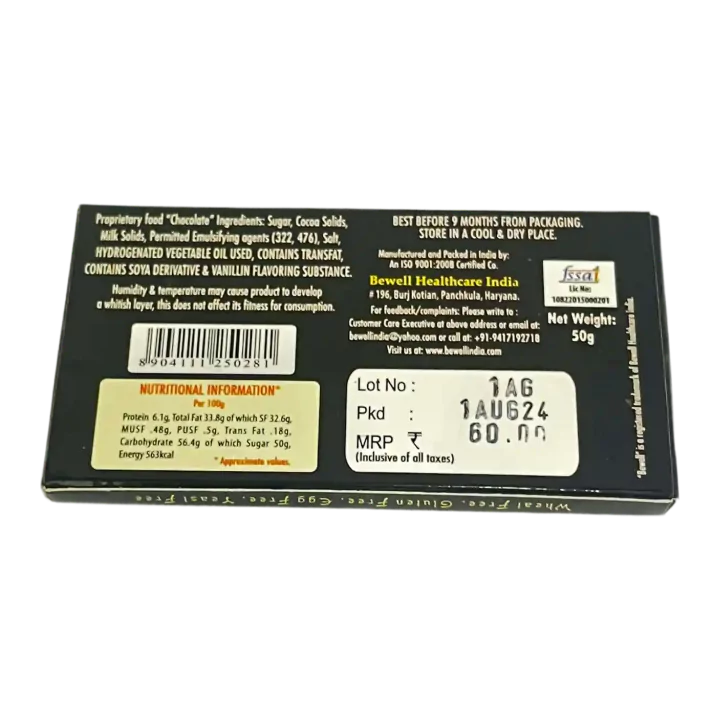 Proprietary Food "Chocolate" Ingredients: Sugar, Cocoa Solids,
Milk Solids, Permitted Emulsifying agents (322, 476), Salt,
HYDROGENATED VEGETABLE OIL USED, CONTAINS TRANSFAT,
CONTAINS SOYA DERIVATIVE & VANILLIN FLAVORING SUBSTANCE.
Humidity & temperature may cause product to develop
a whitish layer, this does not affect its fitness for consumption.
8 904111 250281
NUTRITIONAL INFORMATION*
Per 100g
Protein 6.1g, Total Fat 33.8g of which SF 32.6g,
MUSF .48g, PUSF .5g, Trans Fat .18g,
Carbohydrate 56.4g of which Sugar 50g,
Energy 563kcal
* Approximate values.
BEST BEFORE 9 MONTHS FROM PACKAGING.
STORE IN A COOL & DRY PLACE.
Manufactured and Packed in India by:
An ISO 9001:2008 Certified Co.
Bewell Healthcare India
# 196, Burj Kotian, Panchkula, Haryana.
For feedback/complaints: Please write to :
Customer Care Executive at above address or email at:
bewellindia@yahoo.com or call at: +91-9417192718
Visit us at: www.bewellindia.com
fssai
Lic No:
10822015000201
Net Weight:
50g
Lot No : 1AG
Pkd : 1AUG24
MRP ₹ 60.00
(Inclusive of all taxes)
"Bewell" is a registered trademark of Bewell Healthcare India
Wheat Free. Gluten Free. Egg Free. Yeast Free